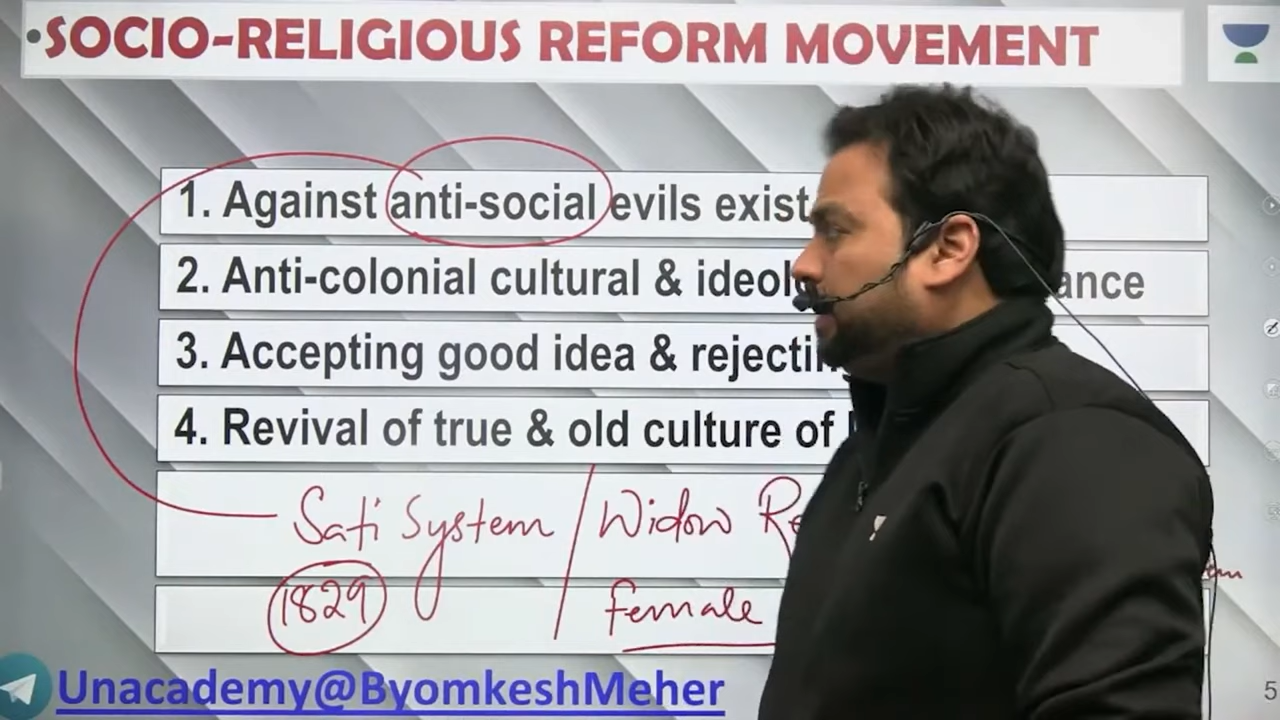 •SOCIO-RELIGIOUS REFORM MOVEMENT
1. Against anti-social evils exist
2. Anti-colonial cultural & ideol ance
3. Accepting good idea & rejecti
4. Revival of true & old culture of
Sati System / Widow Re
1829 female
Unacademy@ByomkeshMeher
5